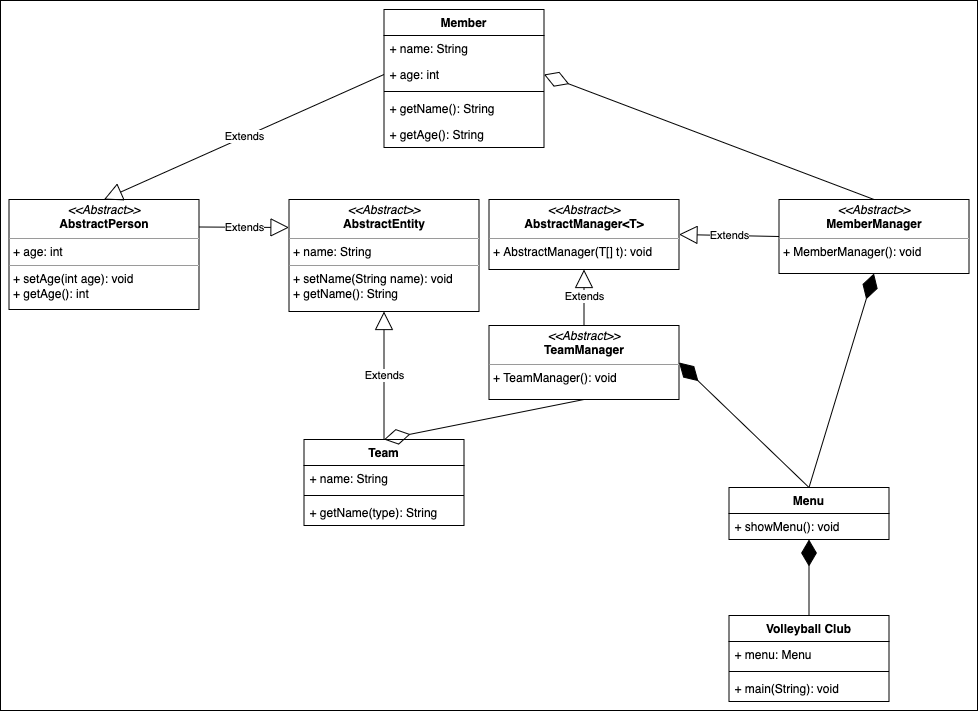 Member
+ name: String
+ age: int
+ getName(): String
+ getAge(): String
Extends
<<Abstract>>
AbstractPerson
+ age: int
+ setAge(int age): void
+ getAge(): int
Extends
<<Abstract>>
AbstractEntity
+ name: String
+ setName(String name): void
+ getName(): String
<<Abstract>>
AbstractManager<T>
+ AbstractManager(T[] t): void
Extends
<<Abstract>>
MemberManager
+ MemberManager(): void
Extends
<<Abstract>>
TeamManager
+ TeamManager(): void
Extends
Team
+ name: String
+ getName(type): String
Menu
+ showMenu(): void
Volleyball Club
+ menu: Menu
+ main(String): void